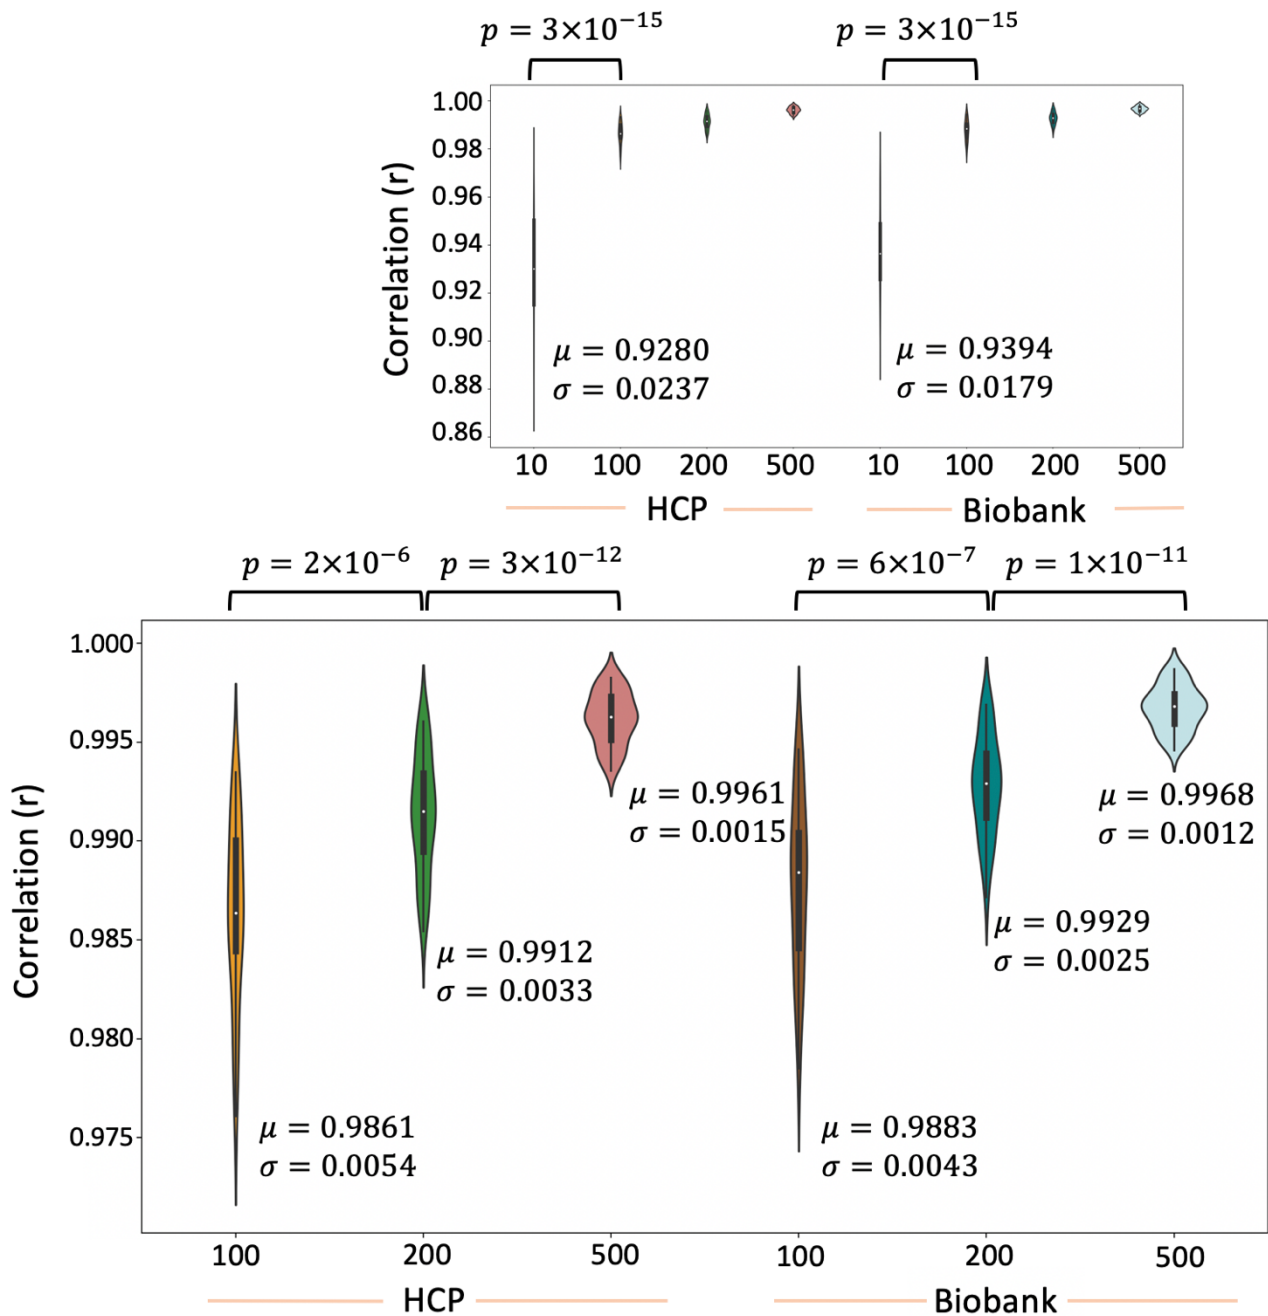 p = 3×10⁻¹⁵ p = 3×10⁻¹⁵
Correlation (r)
1.00
0.98
0.96
0.94
0.92
0.90
0.88
0.86
μ = 0.9280
σ = 0.0237
μ = 0.9394
σ = 0.0179
10 100 200 500 10 100 200 500
HCP Biobank
p = 2×10⁻⁶ p = 3×10⁻¹² p = 6×10⁻⁷ p = 1×10⁻¹¹
Correlation (r)
1.000
0.995
0.990
0.985
0.980
0.975
μ = 0.9861
σ = 0.0054
μ = 0.9912
σ = 0.0033
μ = 0.9961
σ = 0.0015
μ = 0.9883
σ = 0.0043
μ = 0.9929
σ = 0.0025
μ = 0.9968
σ = 0.0012
100 200 500 100 200 500
HCP Biobank